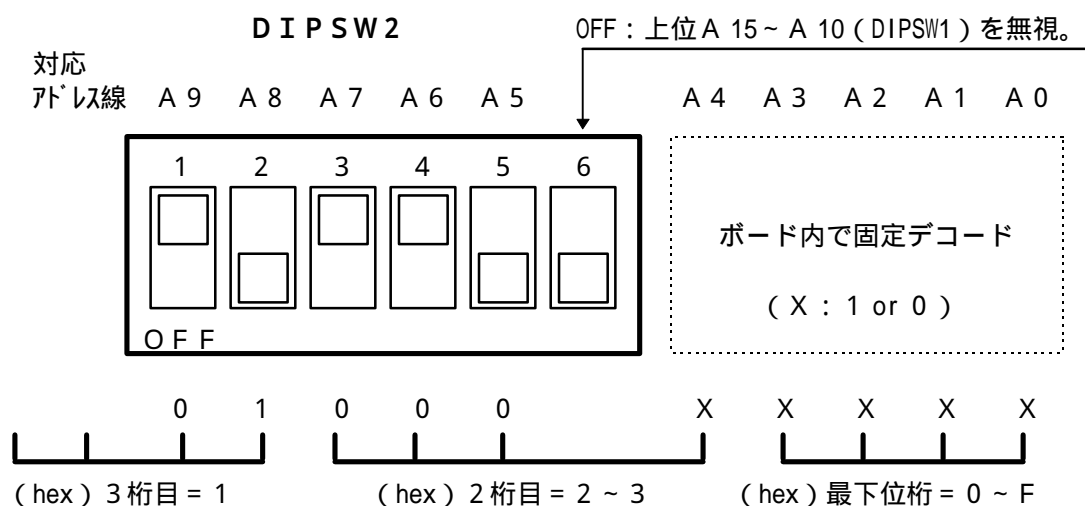 DIPSW2
OFF:上位A 15~A 10(DIPSW1)を無視。
対応
アドレス線 A9 A8 A7 A6 A5 A4 A3 A2 A1 A0
1 2 3 4 5 6
ボード内で固定デコード
(X:1 or 0)
OFF
0 1 0 0 0 X X X X X
(hex)3桁目=1 (hex)2桁目=2~3 (hex)最下位桁=0~F